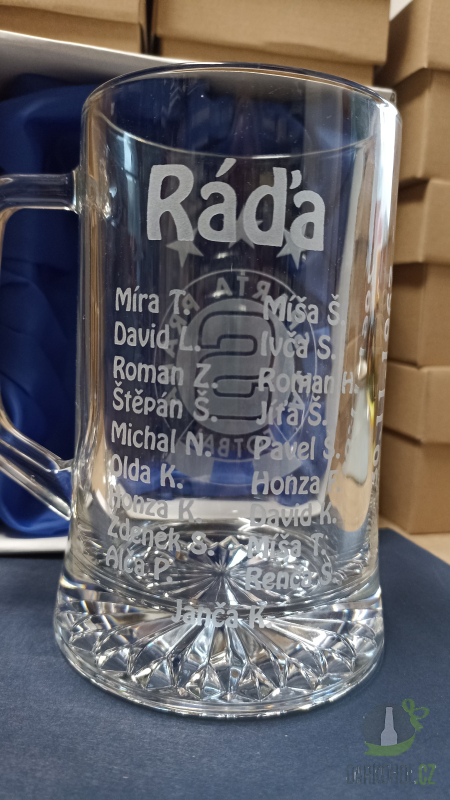 Ráďa
Míra T.
David L.
Roman Z.
Štěpán Š.
Michal N.
Olda K.
Honza K.
Zdenek S.
Alča P.
Míša Š.
Ivča S.
Roman H.
Jíra Š.
Pavel S.
Honza
David K.
Míša T.
Renča S.
Janča K.